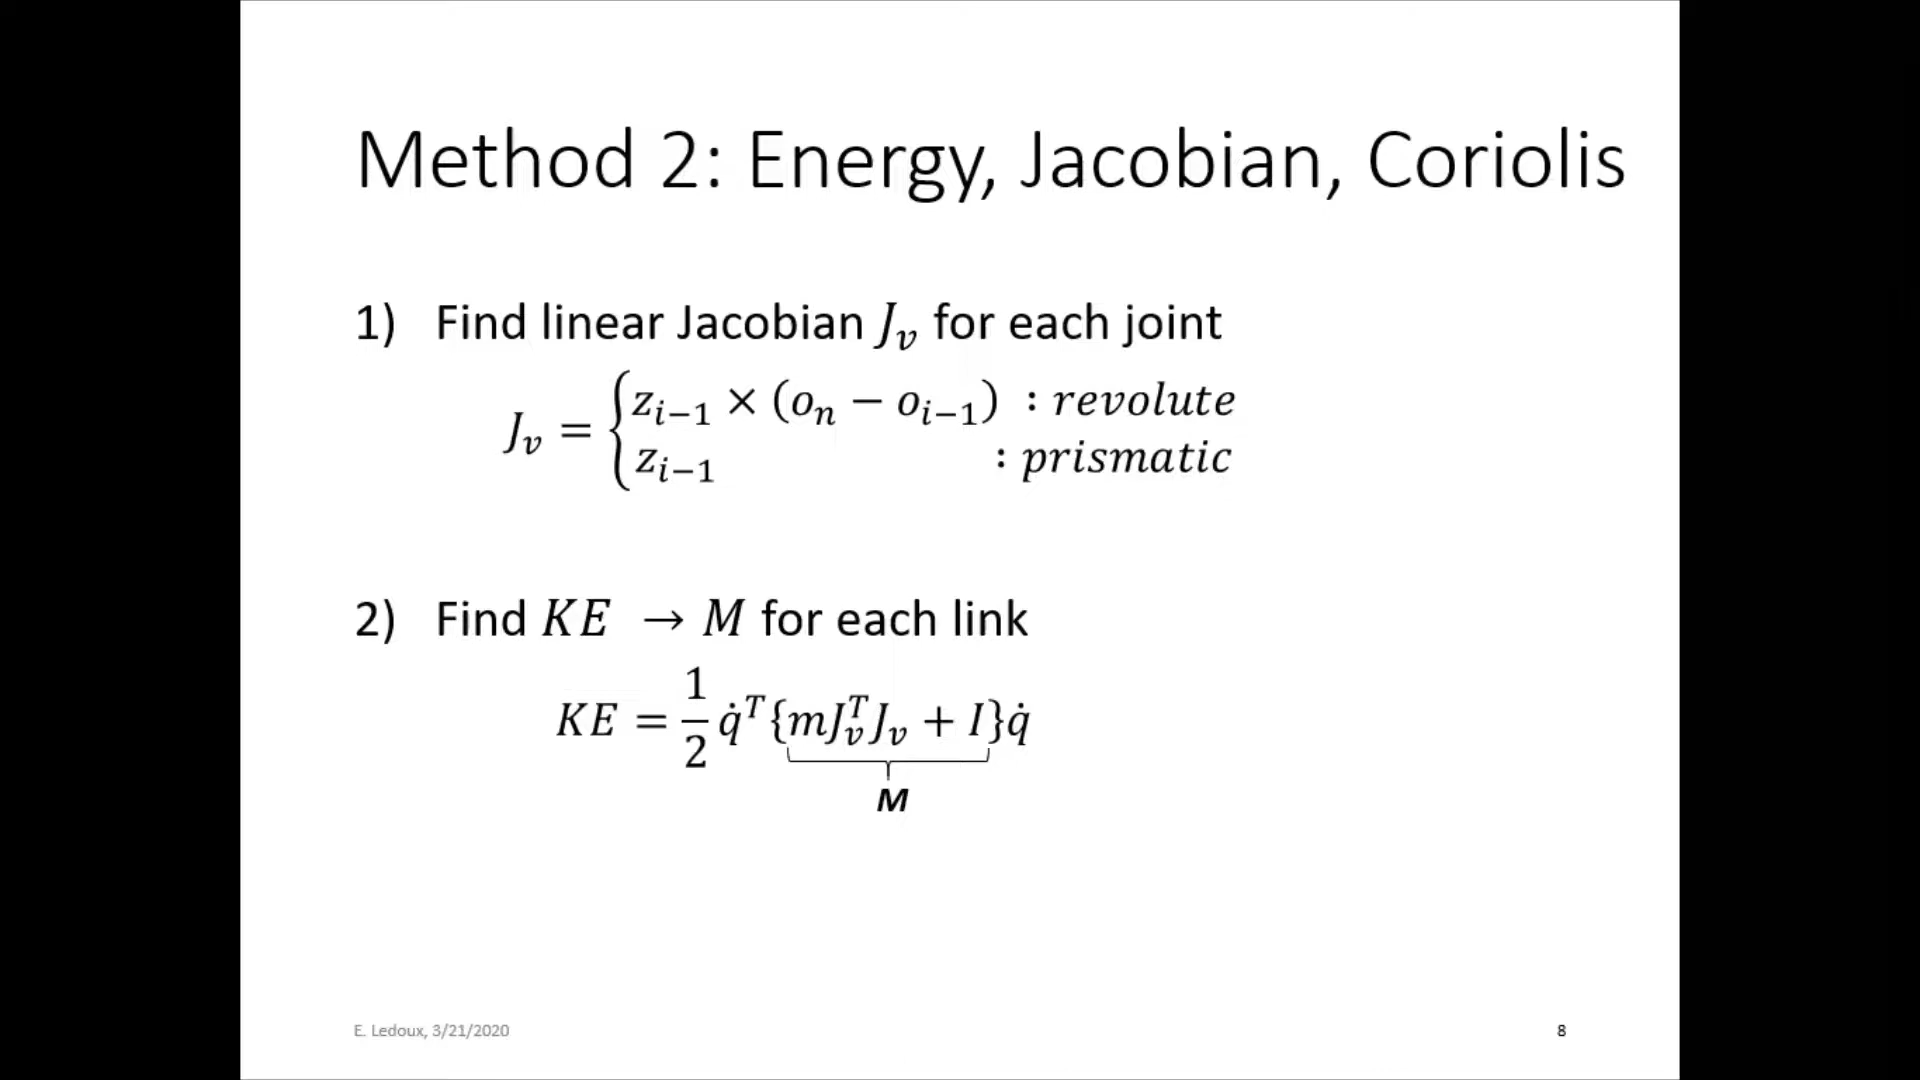 Method 2: Energy, Jacobian, Coriolis
1) Find linear Jacobian J_v for each joint
J_v = { z_{i−1} × (o_n − o_{i−1}) : revolute
z_{i−1} : prismatic
2) Find KE → M for each link
KE = 1/2 q̇^T{mJ_v^T J_v + I}q̇
M
E. Ledoux, 3/21/2020
8